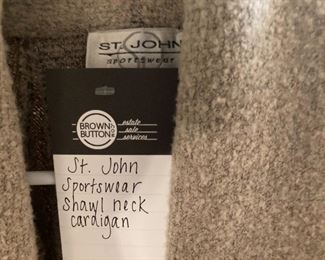 ST. JOHN
sportswear
BROWN
BUTTON
estate
sale
services
St. John
Sportswear
Shawl neck
cardigan